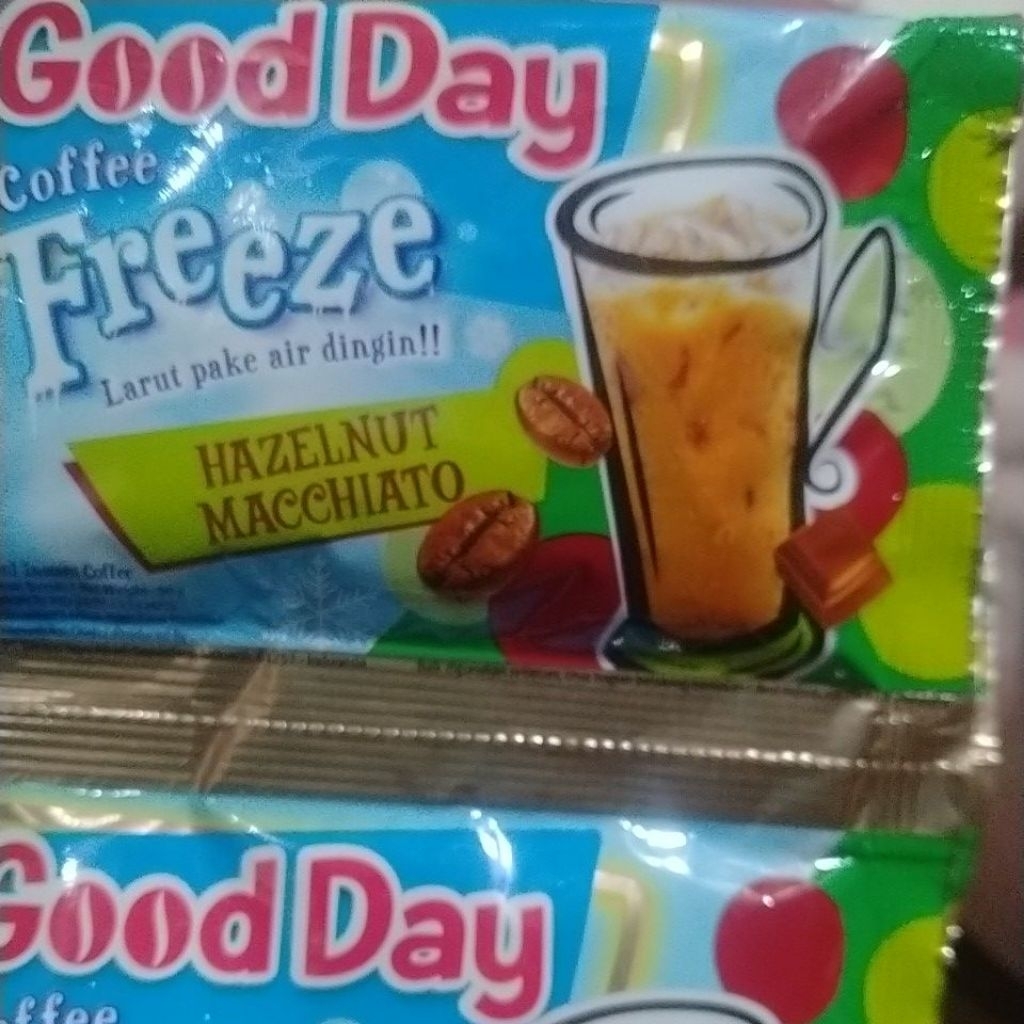 Good Day
Coffee
Freeze
Larut pake air dingin!!
HAZELNUT
MACCHIATO
Good Day